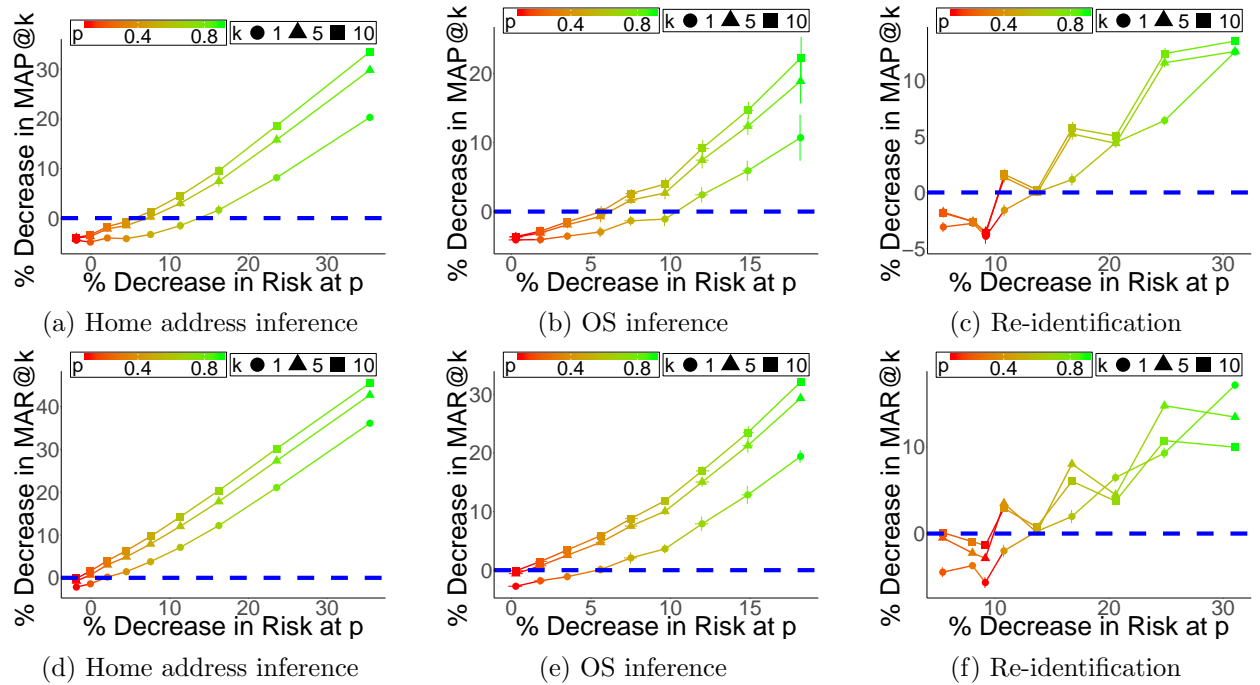 p 0.4 0.8 k 1 5 10
% Decrease in MAP@k
30
20
10
0
0 10 20 30
% Decrease in Risk at p
(a) Home address inference
p 0.4 0.8 k 1 5 10
% Decrease in MAP@k
20
10
0
0 5 10 15
% Decrease in Risk at p
(b) OS inference
p 0.4 0.8 k 1 5 10
% Decrease in MAP@k
10
5
0
−5
10 20 30
% Decrease in Risk at p
(c) Re-identification
p 0.4 0.8 k 1 5 10
% Decrease in MAR@k
40
30
20
10
0
0 10 20 30
% Decrease in Risk at p
(d) Home address inference
p 0.4 0.8 k 1 5 10
% Decrease in MAR@k
30
20
10
0
0 5 10 15
% Decrease in Risk at p
(e) OS inference
p 0.4 0.8 k 1 5 10
% Decrease in MAR@k
10
0
10 20 30
% Decrease in Risk at p
(f) Re-identification